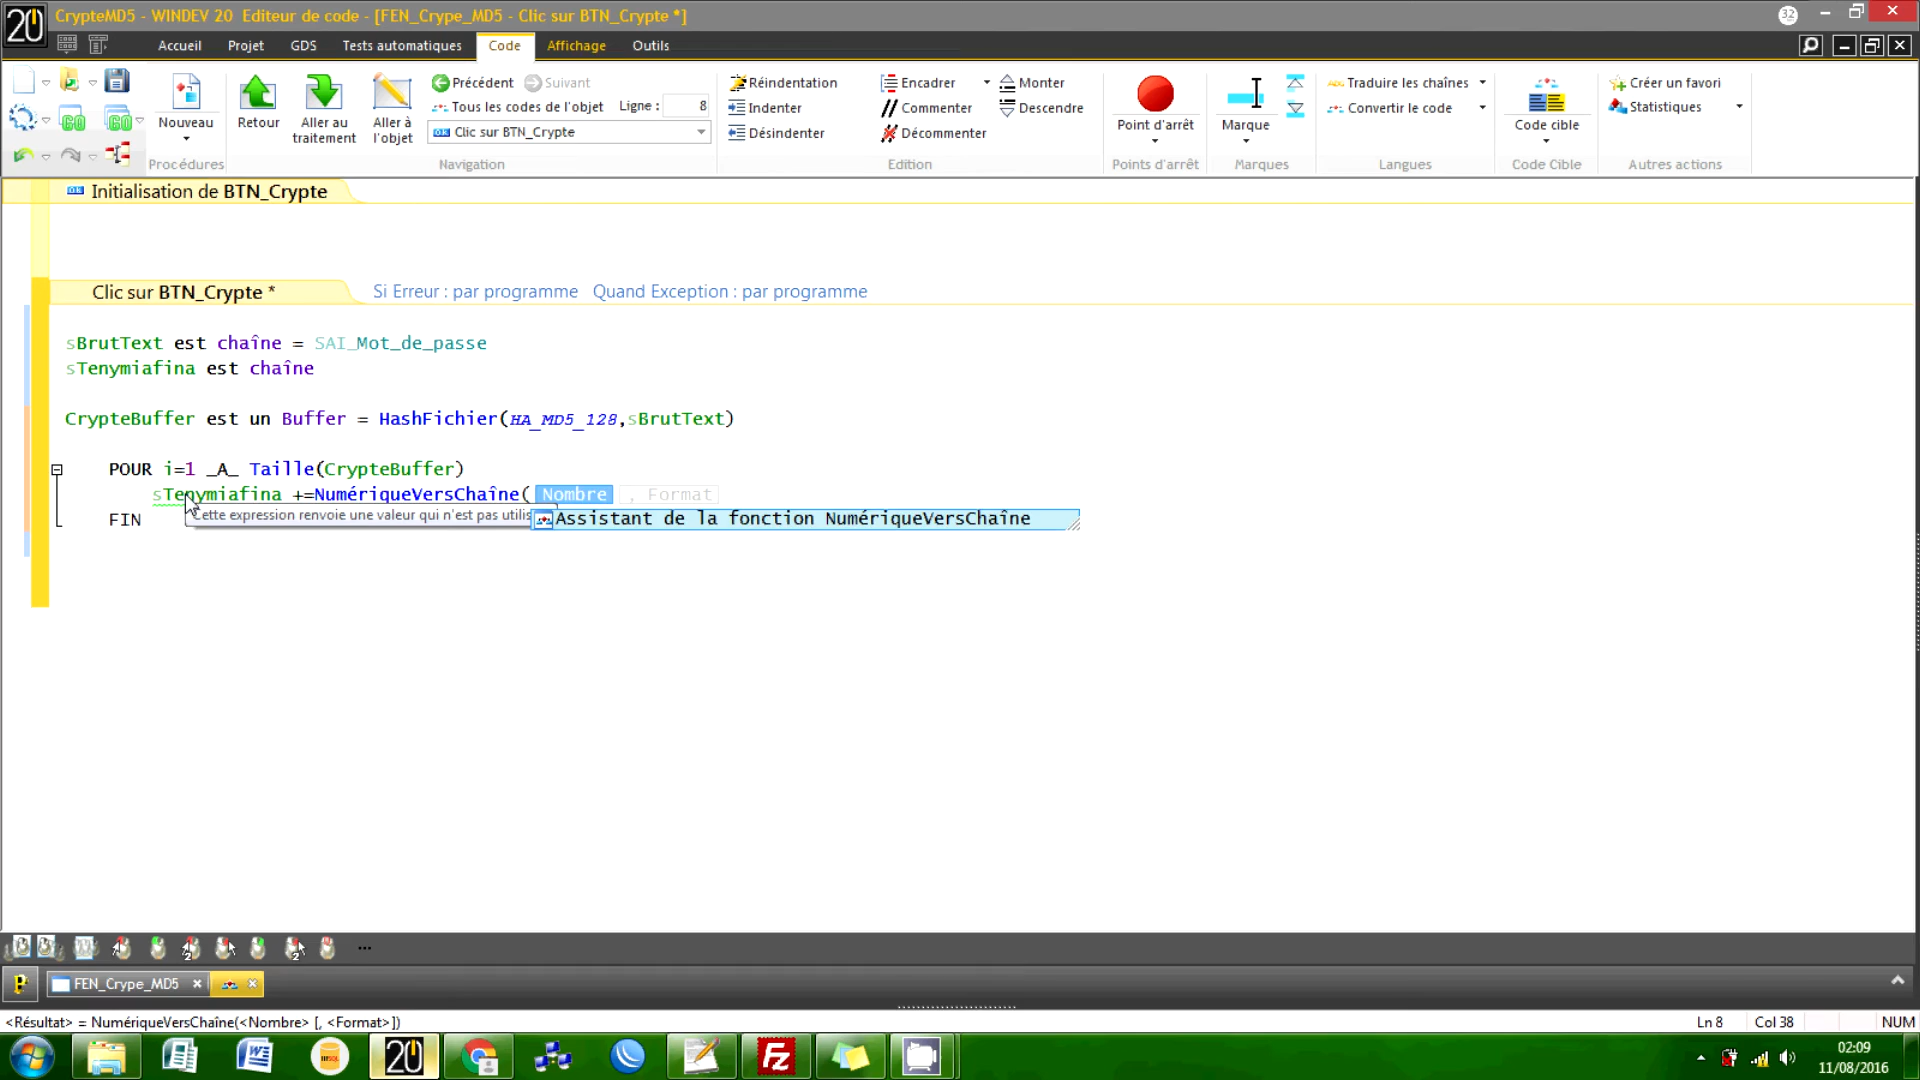 20
CrypteMD5 - WINDEV 20  Editeur de code - [FEN_Crype_MD5 - Clic sur BTN_Crypte *]
32
Accueil
Projet
GDS
Tests automatiques
Code
Affichage
Outils
Nouveau
Procédures
Retour
Aller au traitement
Aller à l'objet
Précédent
Suivant
Tous les codes de l'objet
Ligne :
8
Clic sur BTN_Crypte
Navigation
Réindentation
Indenter
Désindenter
Encadrer
Commenter
Décommenter
Monter
Descendre
Edition
Point d'arrêt
Points d'arrêt
Marque
Marques
Traduire les chaînes
Convertir le code
Langues
Code cible
Code Cible
Créer un favori
Statistiques
Autres actions
GO
GO
Initialisation de BTN_Crypte
Clic sur BTN_Crypte *
Si Erreur : par programme
Quand Exception : par programme
sBrutText est chaîne = SAI_Mot_de_passe
sTenymiafina est chaîne
CrypteBuffer est un Buffer = HashFichier(HA_MD5_128,sBrutText)
POUR i=1 _A_ Taille(CrypteBuffer)
sTenymiafina +=NumériqueVersChaîne( Nombre , Format
Cette expression renvoie une valeur qui n'est pas utilis
Assistant de la fonction NumériqueVersChaîne
FIN
...
FEN_Crype_MD5
<Résultat> = NumériqueVersChaîne(<Nombre> [, <Format>])
Ln 8
Col 38
NUM
20
Fz
02:09
11/08/2016